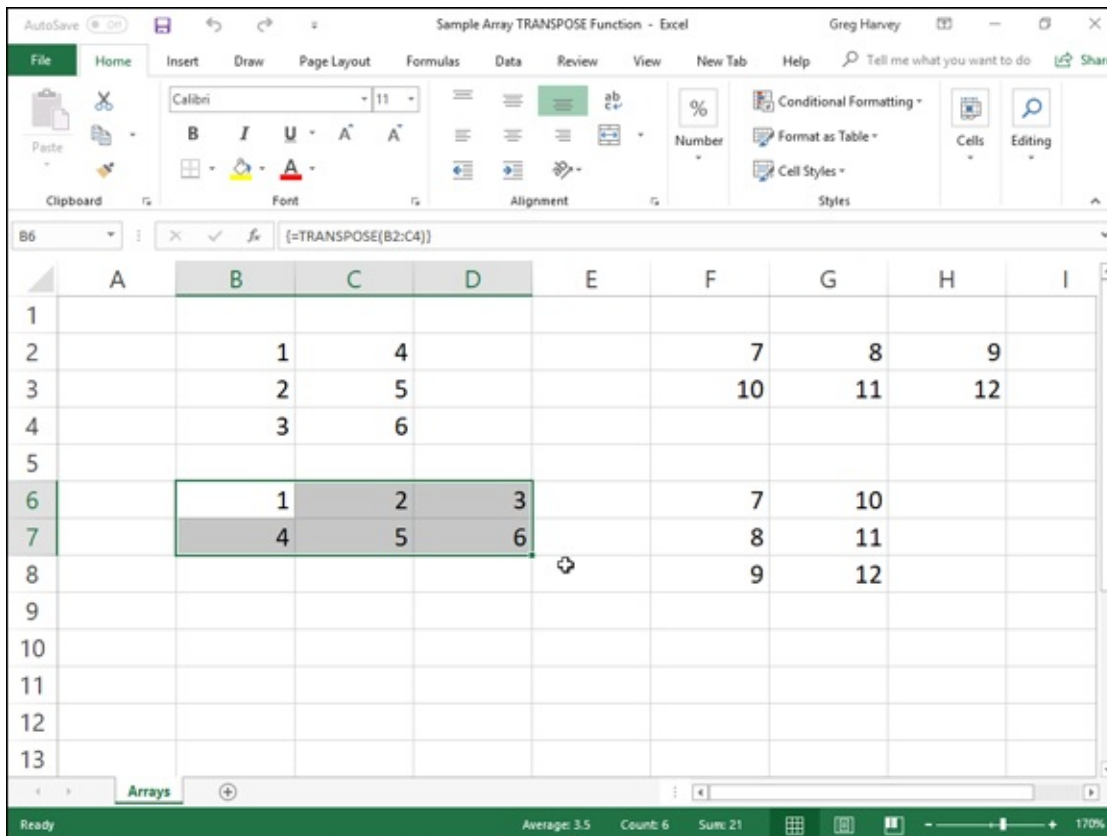 AutoSave Off Sample Array TRANSPOSE Function - Excel Greg Harvey
File Home Insert Draw Page Layout Formulas Data Review View New Tab Help Tell me what you want to do Shar
Calibri 11 ab % Conditional Formatting
Paste B I U A A Number Format as Table Cells Editing
A Cell Styles
Clipboard Font Alignment Styles
B6 fx {=TRANSPOSE(B2:C4)}
A B C D E F G H I
1
2 1 4 7 8 9
3 2 5 10 11 12
4 3 6
5
6 1 2 3 7 10
7 4 5 6 8 11
8 9 12
9
10
11
12
13
Arrays
Ready Average: 3.5 Count: 6 Sum: 21 170%